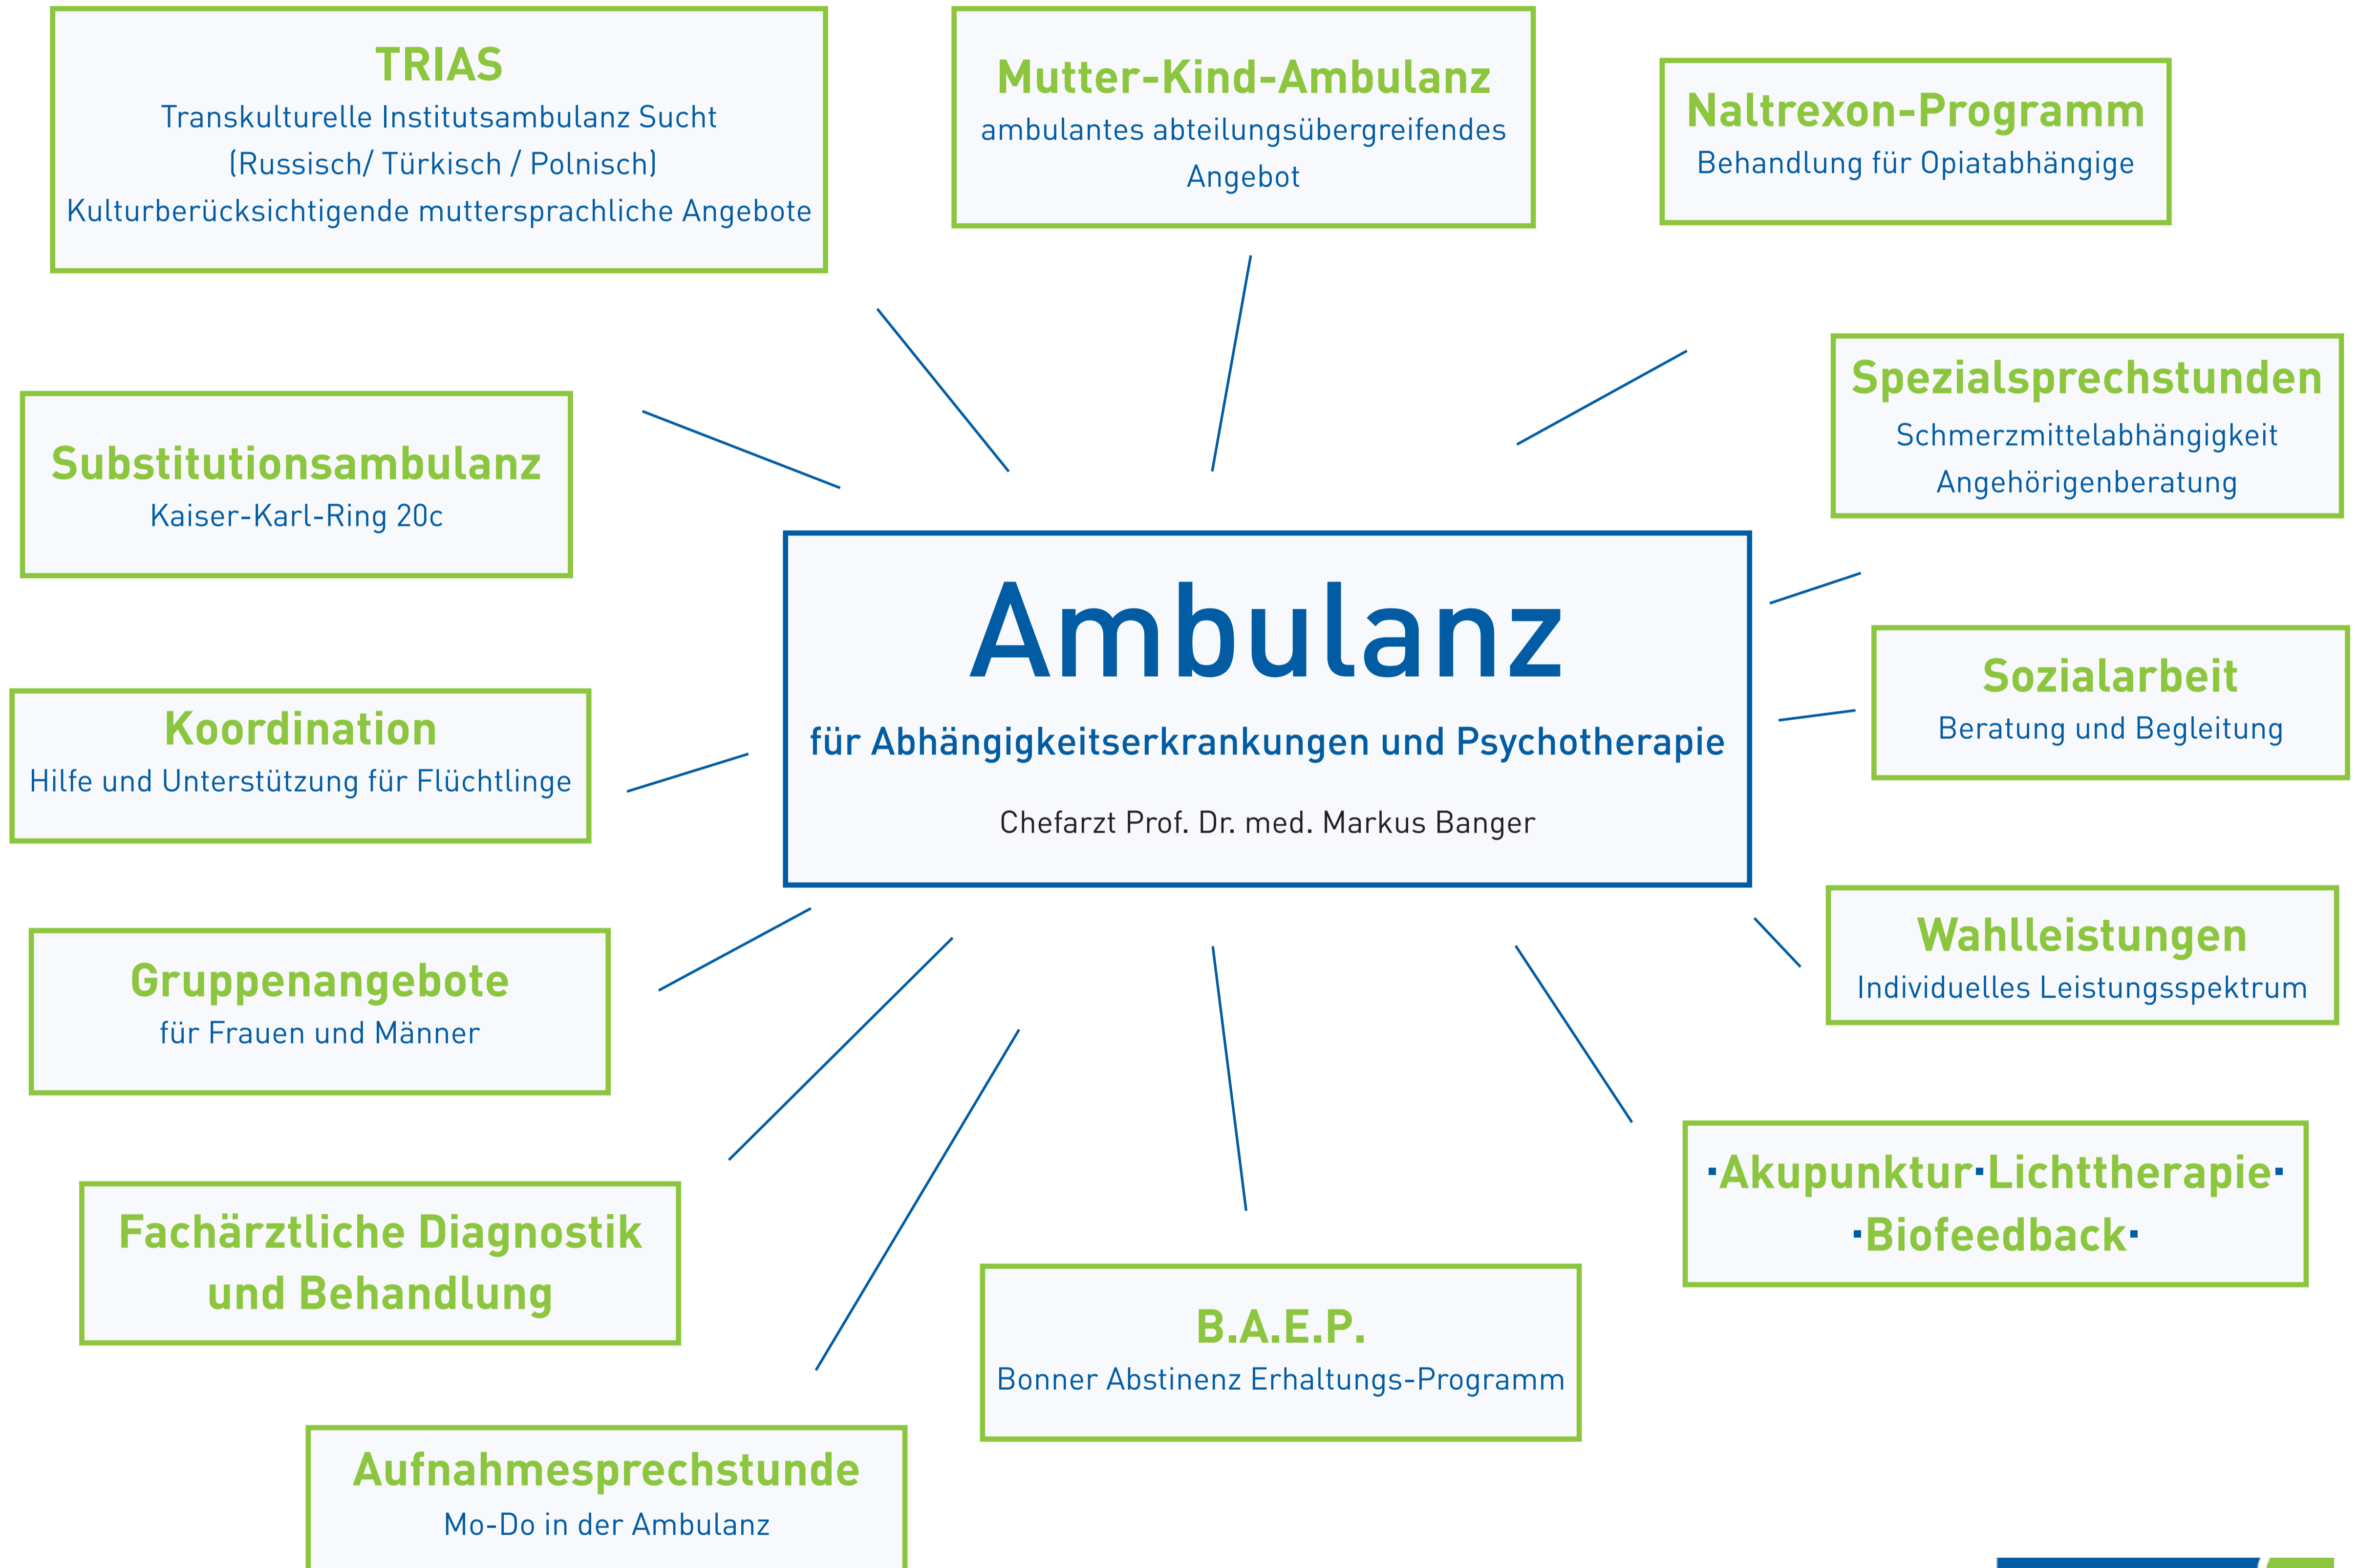 TRIAS
Transkulturelle Institutsambulanz Sucht
(Russisch/ Türkisch / Polnisch)
Kulturberücksichtigende muttersprachliche Angebote
Mutter-Kind-Ambulanz
ambulantes abteilungsübergreifendes
Angebot
Naltrexon-Programm
Behandlung für Opiatabhängige
Spezialsprechstunden
Schmerzmittelabhängigkeit
Angehörigenberatung
Substitutionsambulanz
Kaiser-Karl-Ring 20c
Ambulanz
für Abhängigkeitserkrankungen und Psychotherapie
Chefarzt Prof. Dr. med. Markus Banger
Sozialarbeit
Beratung und Begleitung
Koordination
Hilfe und Unterstützung für Flüchtlinge
Wahlleistungen
Individuelles Leistungsspektrum
Gruppenangebote
für Frauen und Männer
·Akupunktur·Lichttherapie·
·Biofeedback·
Fachärztliche Diagnostik
und Behandlung
B.A.E.P.
Bonner Abstinenz Erhaltungs-Programm
Aufnahmesprechstunde
Mo-Do in der Ambulanz